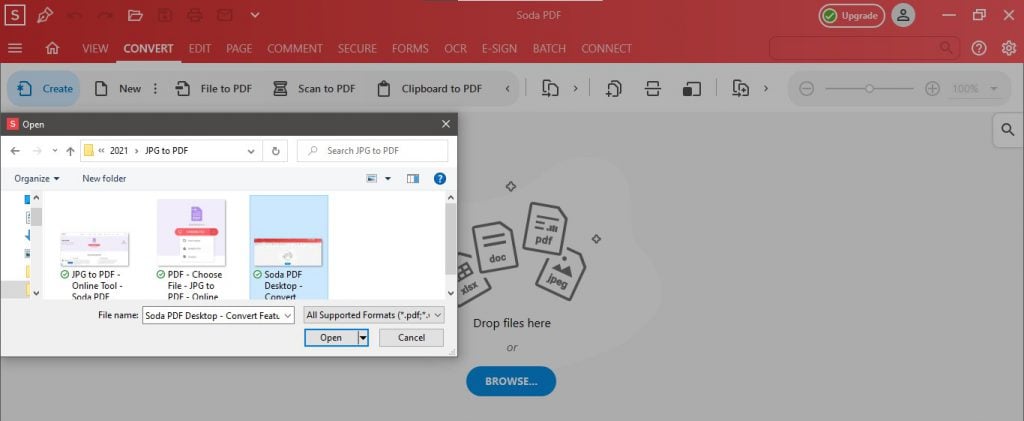 S
Soda PDF
Upgrade
VIEW CONVERT EDIT PAGE COMMENT SECURE FORMS OCR E-SIGN BATCH CONNECT
Create New File to PDF Scan to PDF Clipboard to PDF 100%
S Open
2021 JPG to PDF Search JPG to PDF
Organize New folder
JPG to PDF -
Online Tool -
Soda PDF
PDF - Choose
File - JPG to
PDF - Online
Soda PDF
Desktop -
Convert
File name: Soda PDF Desktop - Convert Featu All Supported Formats (*.pdf;*.
Open Cancel
xlsx
doc
pdf
jpeg
Drop files here
or
BROWSE...